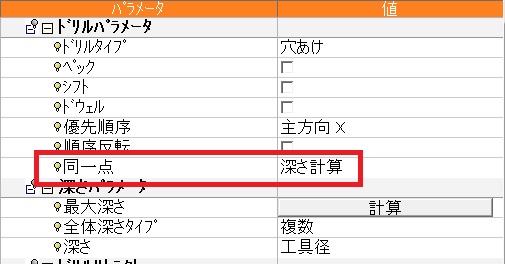 パラメータ 値
ドリルパラメータ
ドリルタイプ 穴あけ
ペック
シフト
ドウェル
優先順序 主方向 X
順序反転
同一点 深さ計算
深さパラメータ
最大深さ 計算
全体深さタイプ 複数
深さ 工具径